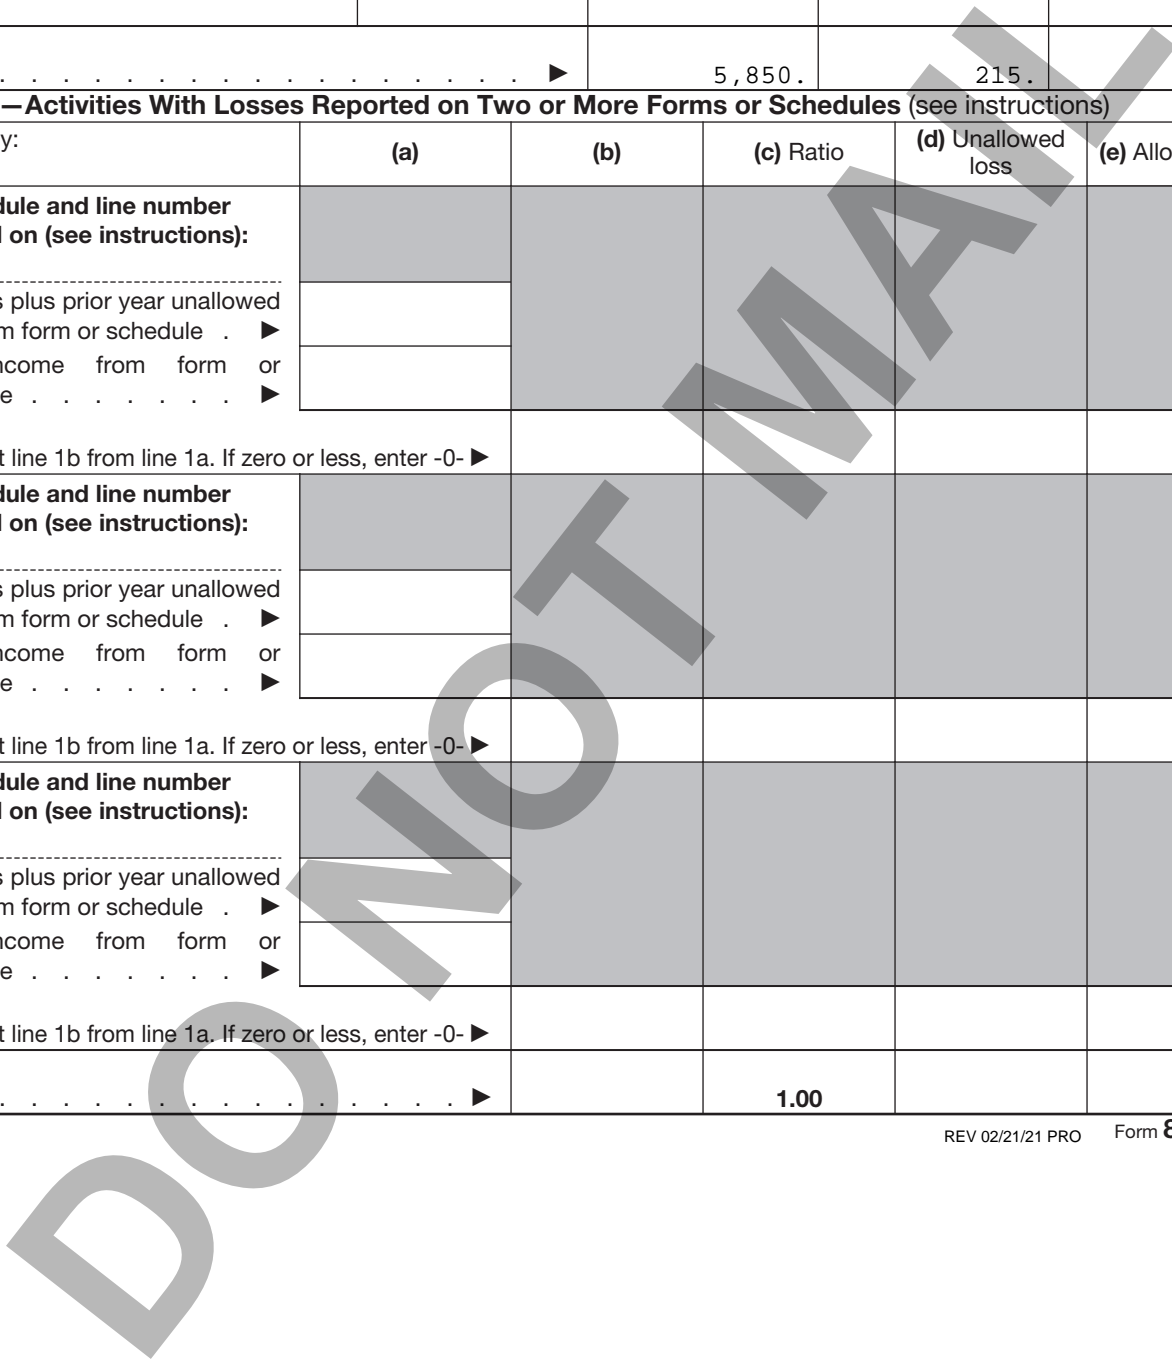 . . . . . . . . . . . . . . . . . . ▶ 5,850. 215.
—Activities With Losses Reported on Two or More Forms or Schedules (see instructions)
y: (a) (b) (c) Ratio (d) Unallowed loss (e) Allo
dule and line number
d on (see instructions):
s plus prior year unallowed
m form or schedule . ▶
ncome from form or
e . . . . . . . ▶
t line 1b from line 1a. If zero or less, enter -0- ▶
dule and line number
d on (see instructions):
s plus prior year unallowed
m form or schedule . ▶
ncome from form or
e . . . . . . . ▶
t line 1b from line 1a. If zero or less, enter -0- ▶
dule and line number
d on (see instructions):
s plus prior year unallowed
m form or schedule . ▶
ncome from form or
e . . . . . . . ▶
t line 1b from line 1a. If zero or less, enter -0- ▶
. . . . . . . . . . . . . . . ▶ 1.00
REV 02/21/21 PRO Form 8
DO NOT MAIL